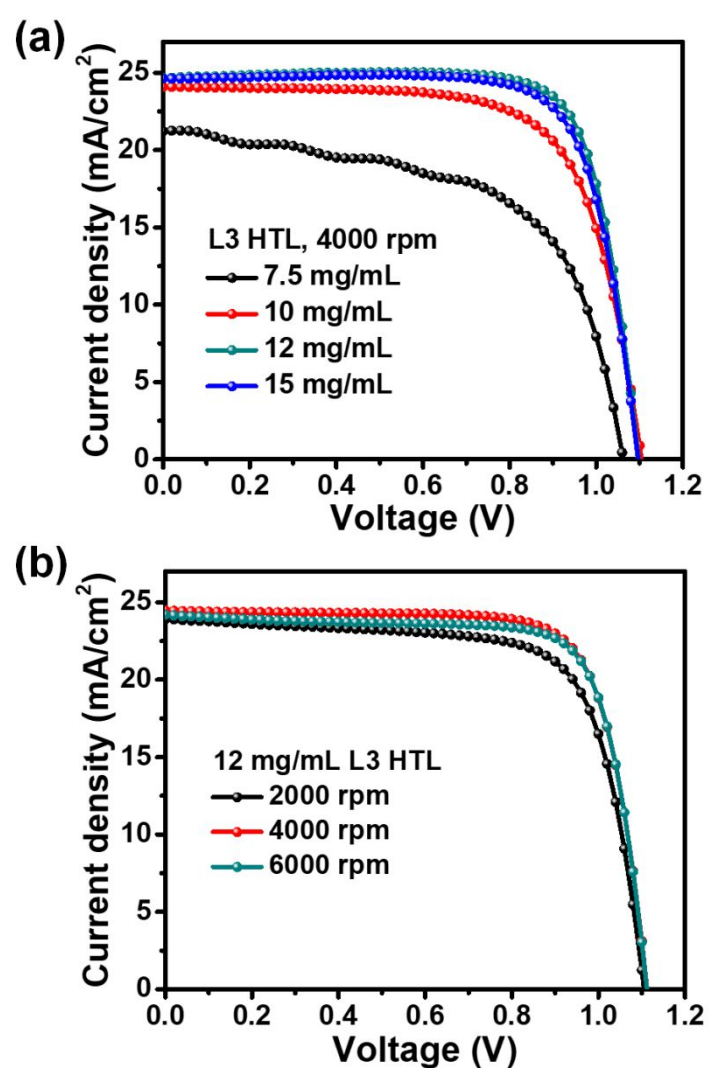 (a)
Current density (mA/cm²)
25
20
15
10
5
0
L3 HTL, 4000 rpm
7.5 mg/mL
10 mg/mL
12 mg/mL
15 mg/mL
0.0 0.2 0.4 0.6 0.8 1.0 1.2
Voltage (V)
(b)
Current density (mA/cm²)
25
20
15
10
5
0
12 mg/mL L3 HTL
2000 rpm
4000 rpm
6000 rpm
0.0 0.2 0.4 0.6 0.8 1.0 1.2
Voltage (V)